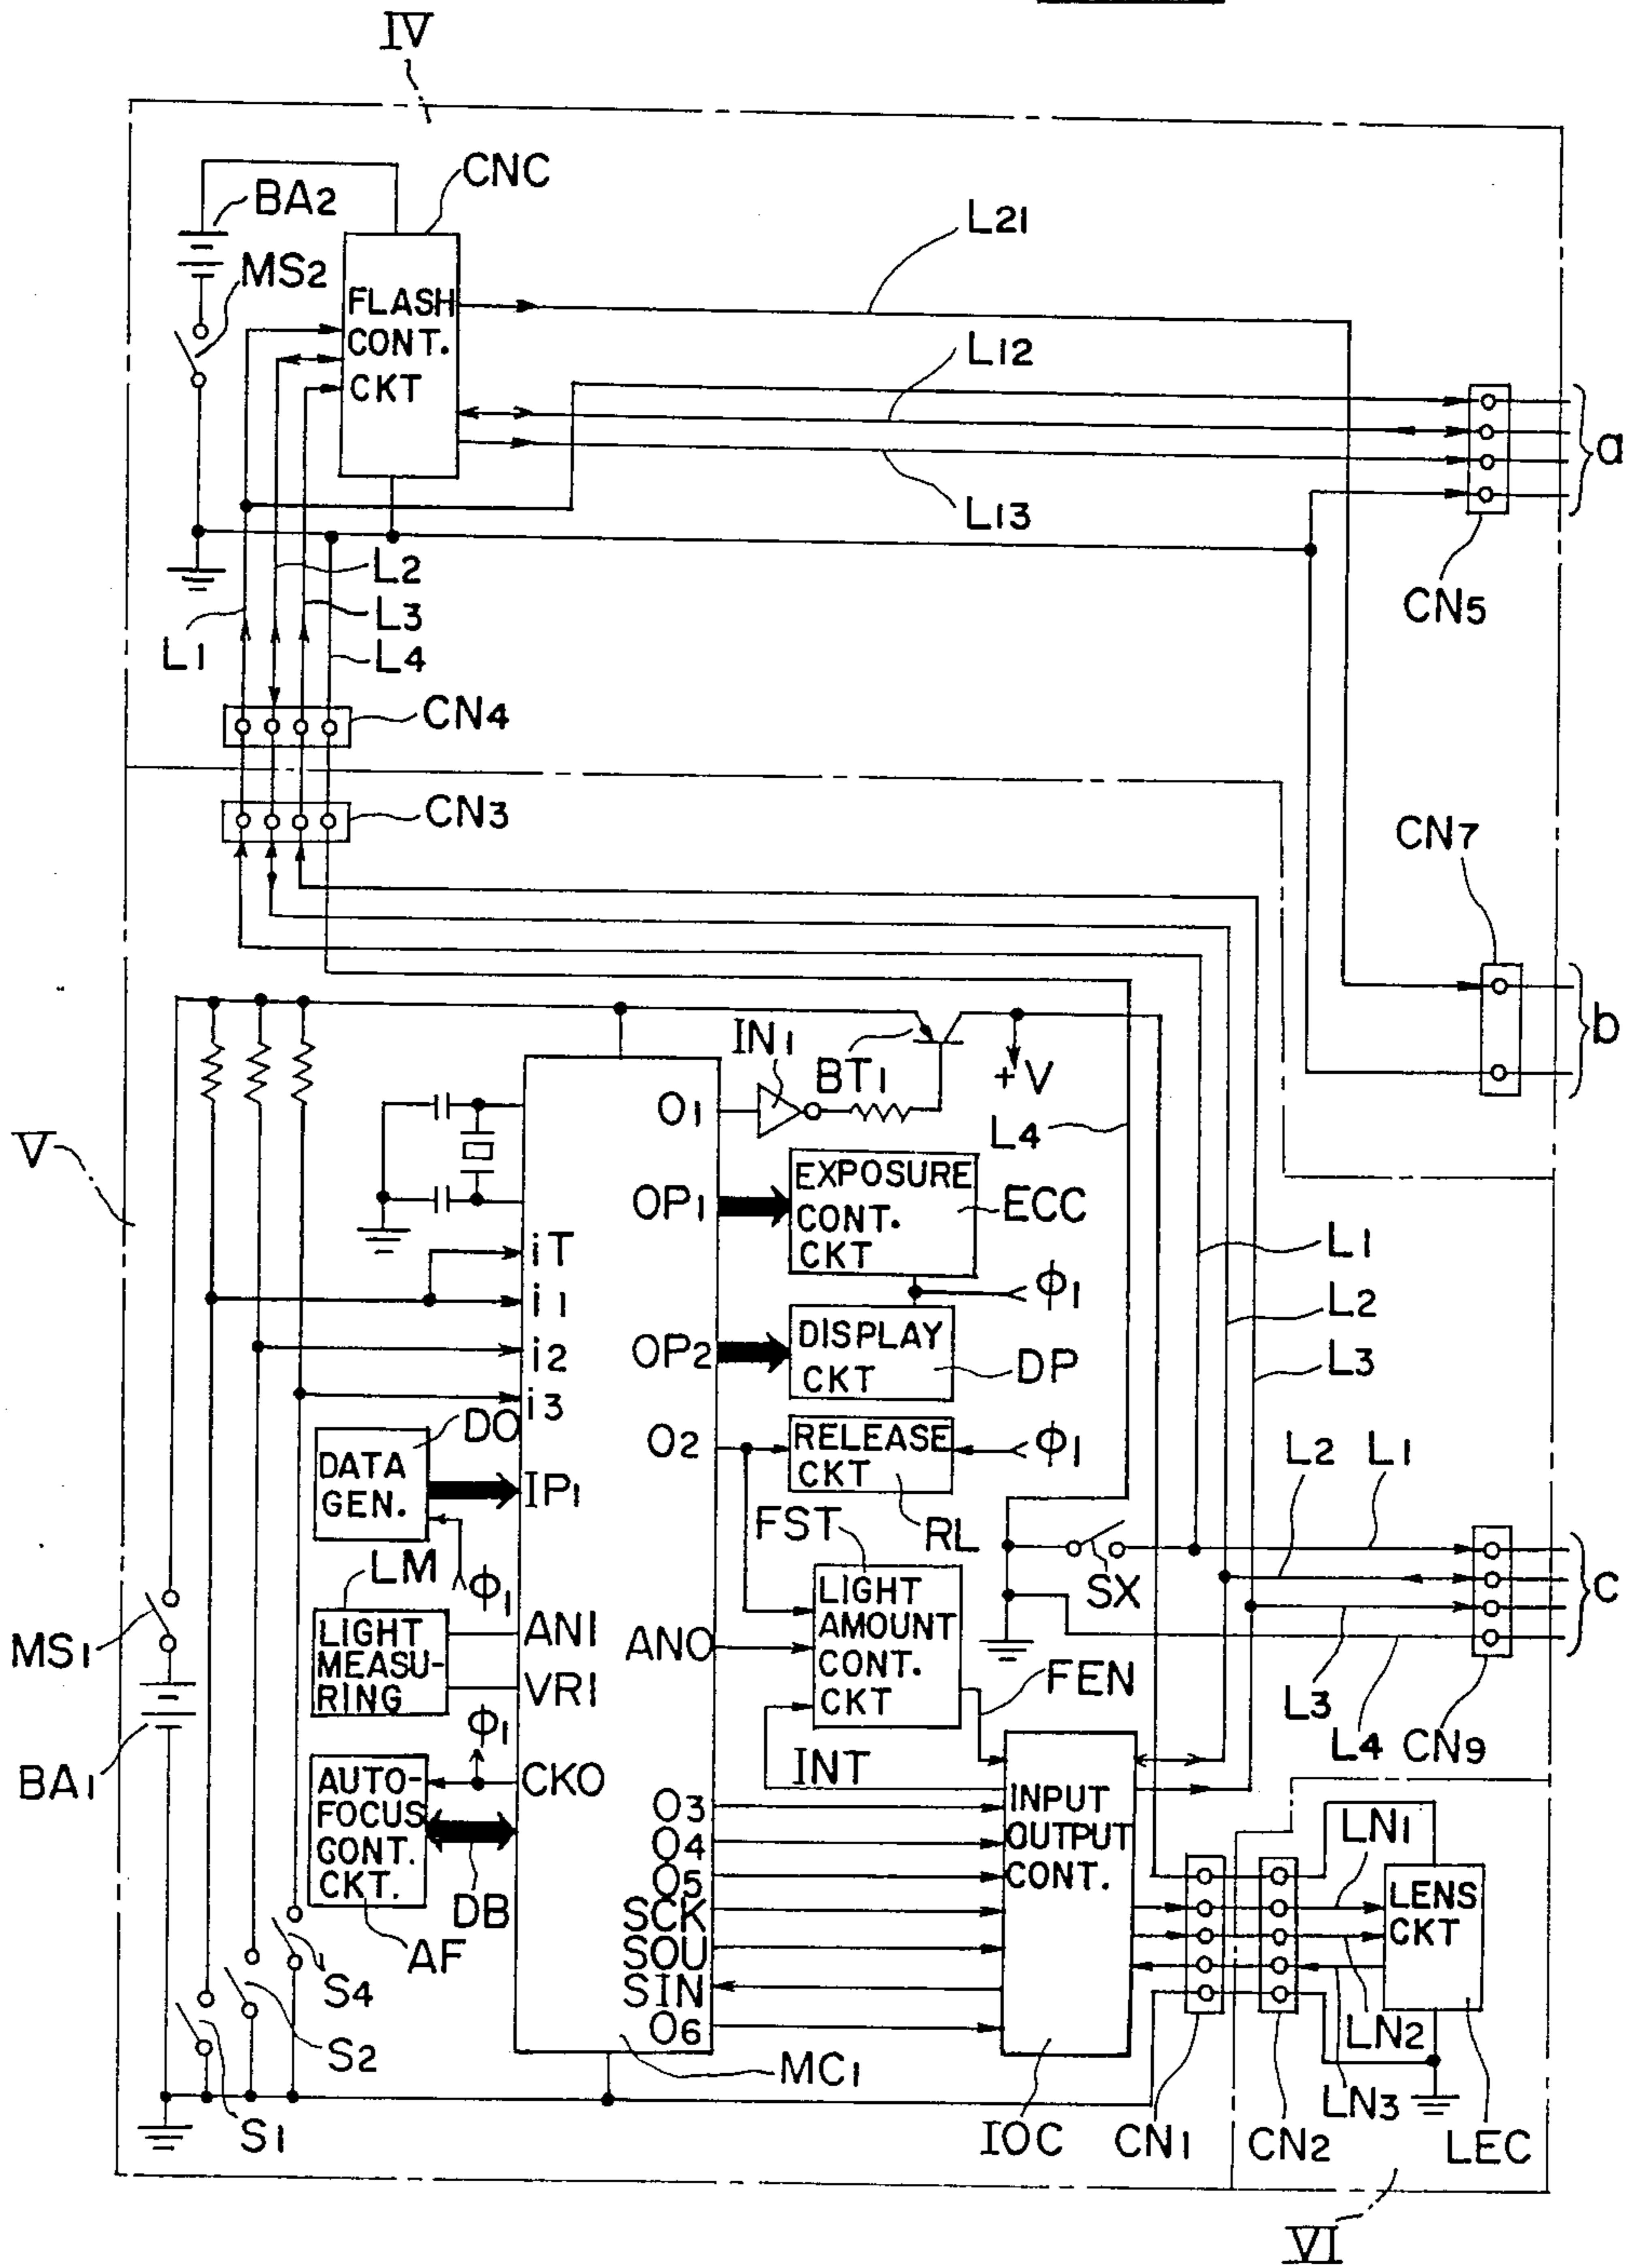 IV
CNC
BA2
MS2
L21
FLASH
CONT.
CKT
L12
a
L13
CN5
L2
L3
L1
L4
CN4
CN3
CN7
b
IN1
BT1
+V
O1
L4
V
OP1
EXPOSURE
CONT.
CKT
ECC
iT
L1
ϕ1
i1
L2
OP2
DISPLAY
CKT
DP
i2
L3
i3
DO
O2
RELEASE
CKT
ϕ1
L2
L1
DATA
GEN.
IP1
FST
RL
LM
ϕ1
SX
c
LIGHT
AMOUNT
CONT.
CKT
MS1
LIGHT
MEASU-
RING
ANI
VRI
ANO
FEN
L3
L4
CN9
ϕ1
BA1
AUTO-
FOCUS
CONT.
CKT.
CKO
INT
O3
INPUT
OUTPUT
CONT.
LN1
O4
O5
DB
SCK
LENS
CKT
AF
SOU
S4
SIN
S2
O6
LN2
MC1
LN3
S1
IOC
CN1
CN2
LEC
VI